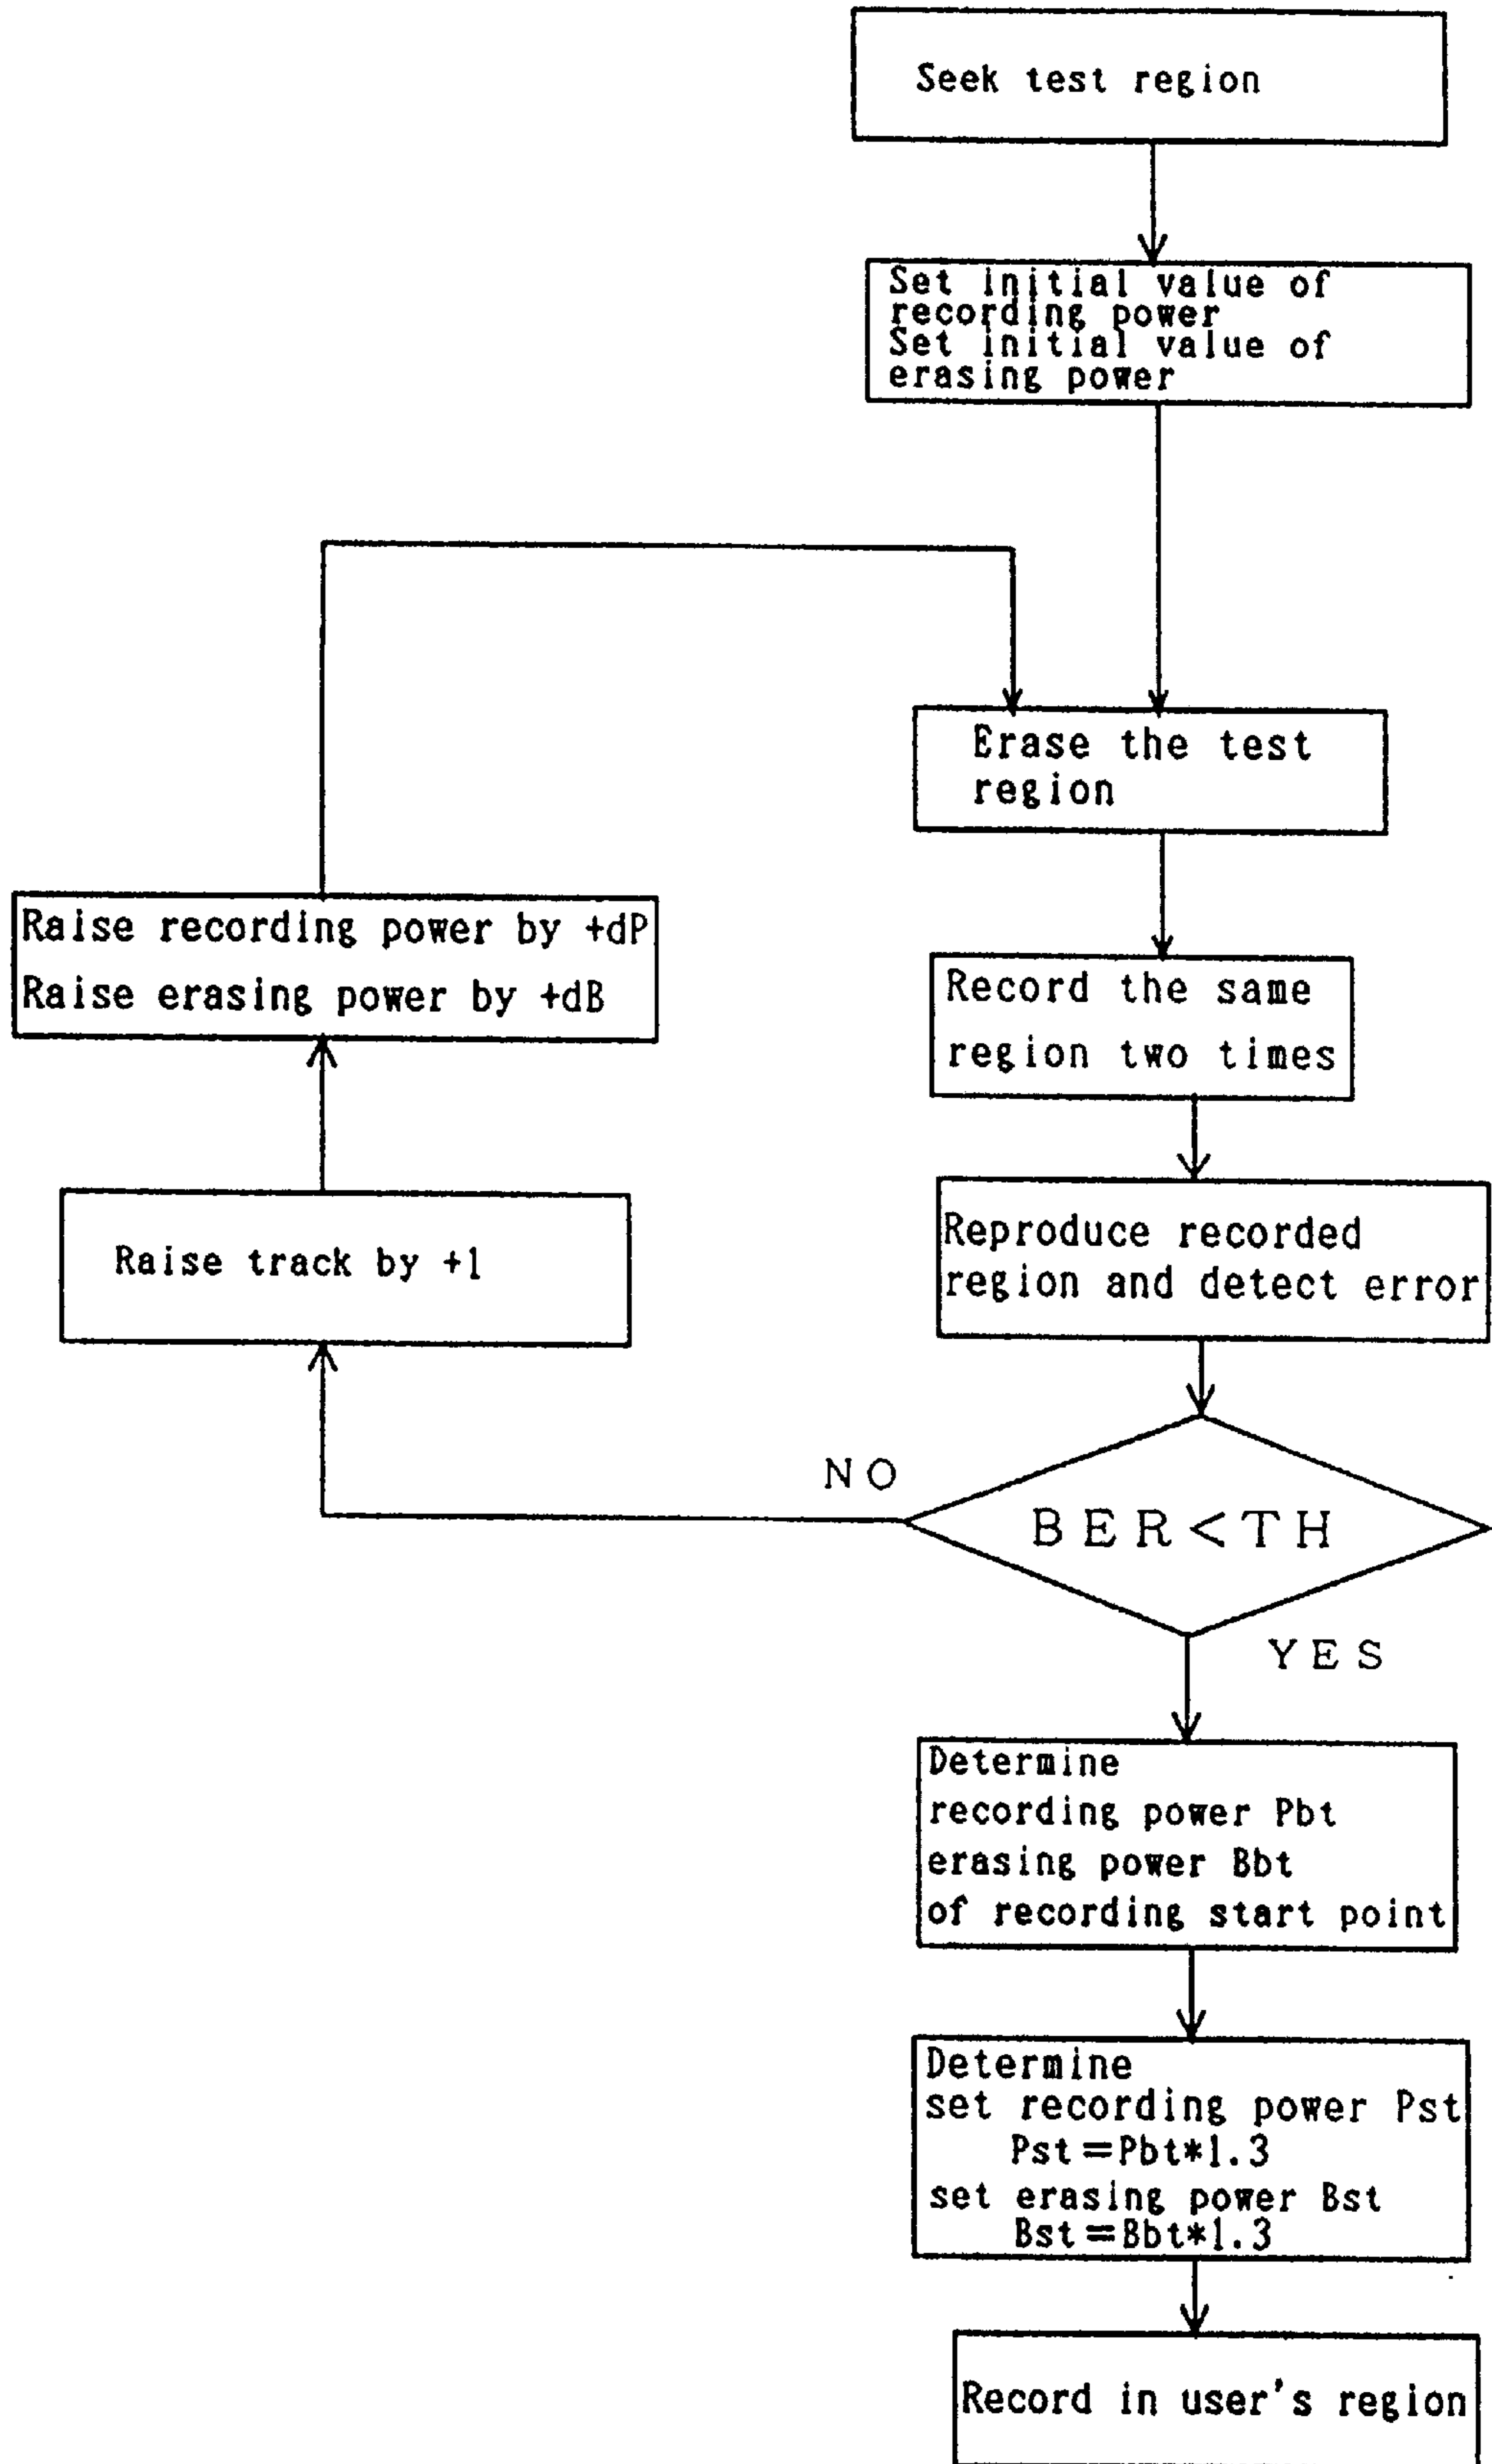 Seek test region
Set initial value of
recording power
Set initial value of
erasing power
Erase the test
region
Record the same
region two times
Reproduce recorded
region and detect error
BER<TH
NO
YES
Raise track by +1
Raise recording power by +dP
Raise erasing power by +dB
Determine
recording power Pbt
erasing power Bbt
of recording start point
Determine
set recording power Pst
Pst=Pbt*1.3
set erasing power Bst
Bst=Bbt*1.3
Record in user's region